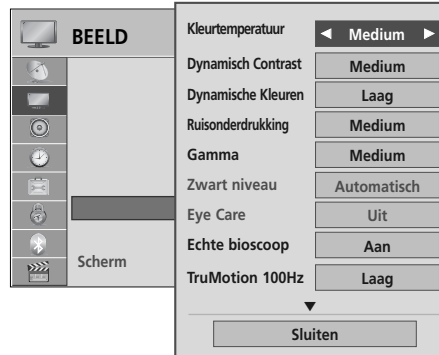 BEELD
Scherm
Kleurtemperatuur ◀ Medium ▶
Dynamisch Contrast Medium
Dynamische Kleuren Laag
Ruisonderdrukking Medium
Gamma Medium
Zwart niveau Automatisch
Eye Care Uit
Echte bioscoop Aan
TruMotion 100Hz Laag
▼
Sluiten